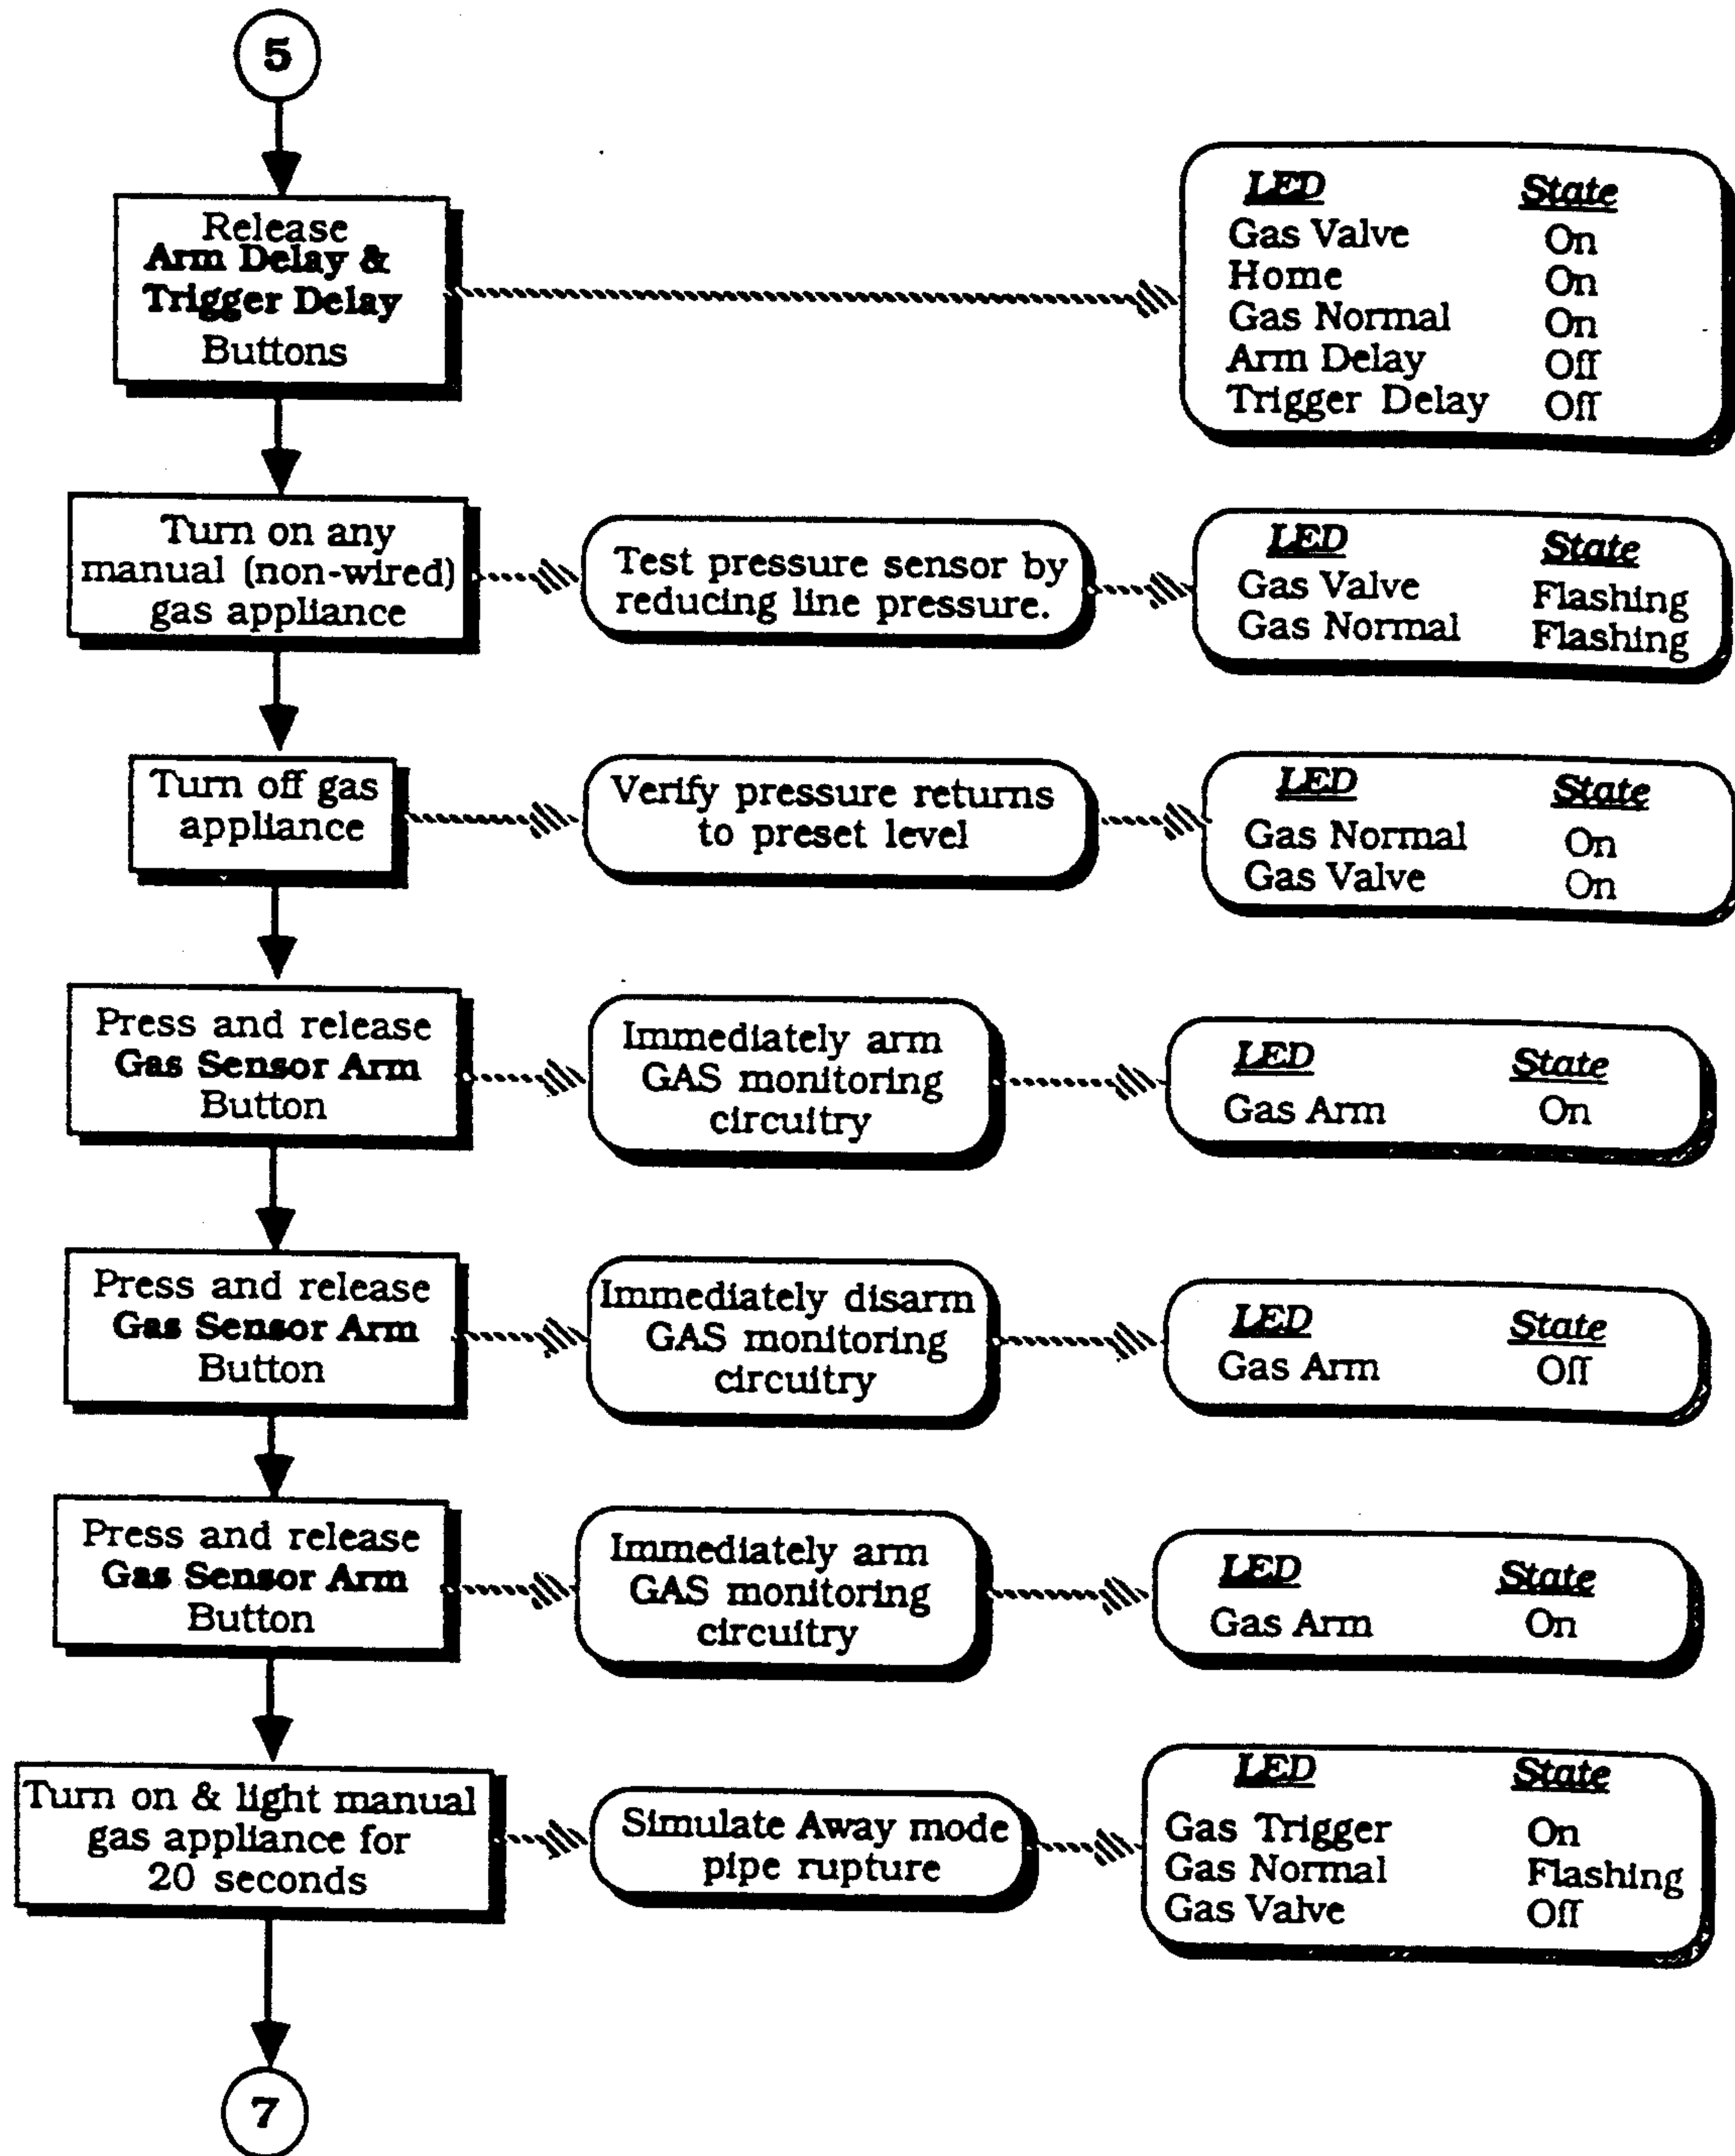 5
Release
Arm Delay &
Trigger Delay
Buttons
LED State
Gas Valve On
Home On
Gas Normal On
Arm Delay Off
Trigger Delay Off
Turn on any
manual (non-wired)
gas appliance
Test pressure sensor by
reducing line pressure.
LED State
Gas Valve Flashing
Gas Normal Flashing
Turn off gas
appliance
Verify pressure returns
to preset level
LED State
Gas Normal On
Gas Valve On
Press and release
Gas Sensor Arm
Button
Immediately arm
GAS monitoring
circuitry
LED State
Gas Arm On
Press and release
Gas Sensor Arm
Button
Immediately disarm
GAS monitoring
circuitry
LED State
Gas Arm Off
Press and release
Gas Sensor Arm
Button
Immediately arm
GAS monitoring
circuitry
LED State
Gas Arm On
Turn on & light manual
gas appliance for
20 seconds
Simulate Away mode
pipe rupture
LED State
Gas Trigger On
Gas Normal Flashing
Gas Valve Off
7